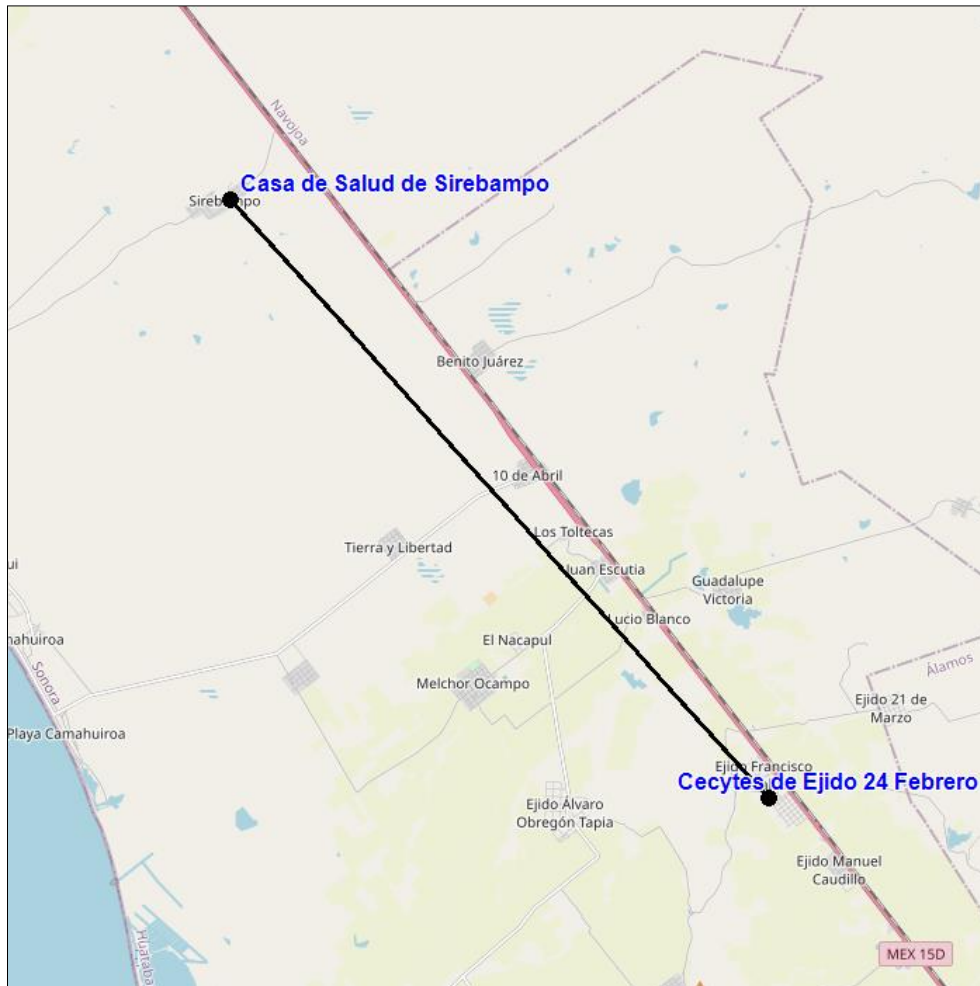 Navojoa
Casa de Salud de Sirebampo
Sirebampo
Benito Juárez
10 de Abril
Los Toltecas
Tierra y Libertad
Juan Escutia
Guadalupe
Victoria
Lucio Blanco
El Nacapul
Sonora
Álamos
Melchor Ocampo
Ejido 21 de
Marzo
Playa Camahuiroa
Ejido Francisco
Cecytes de Ejido 24 Febrero
Ejido Álvaro
Obregón Tapia
Ejido Manuel
Caudillo
MEX 15D